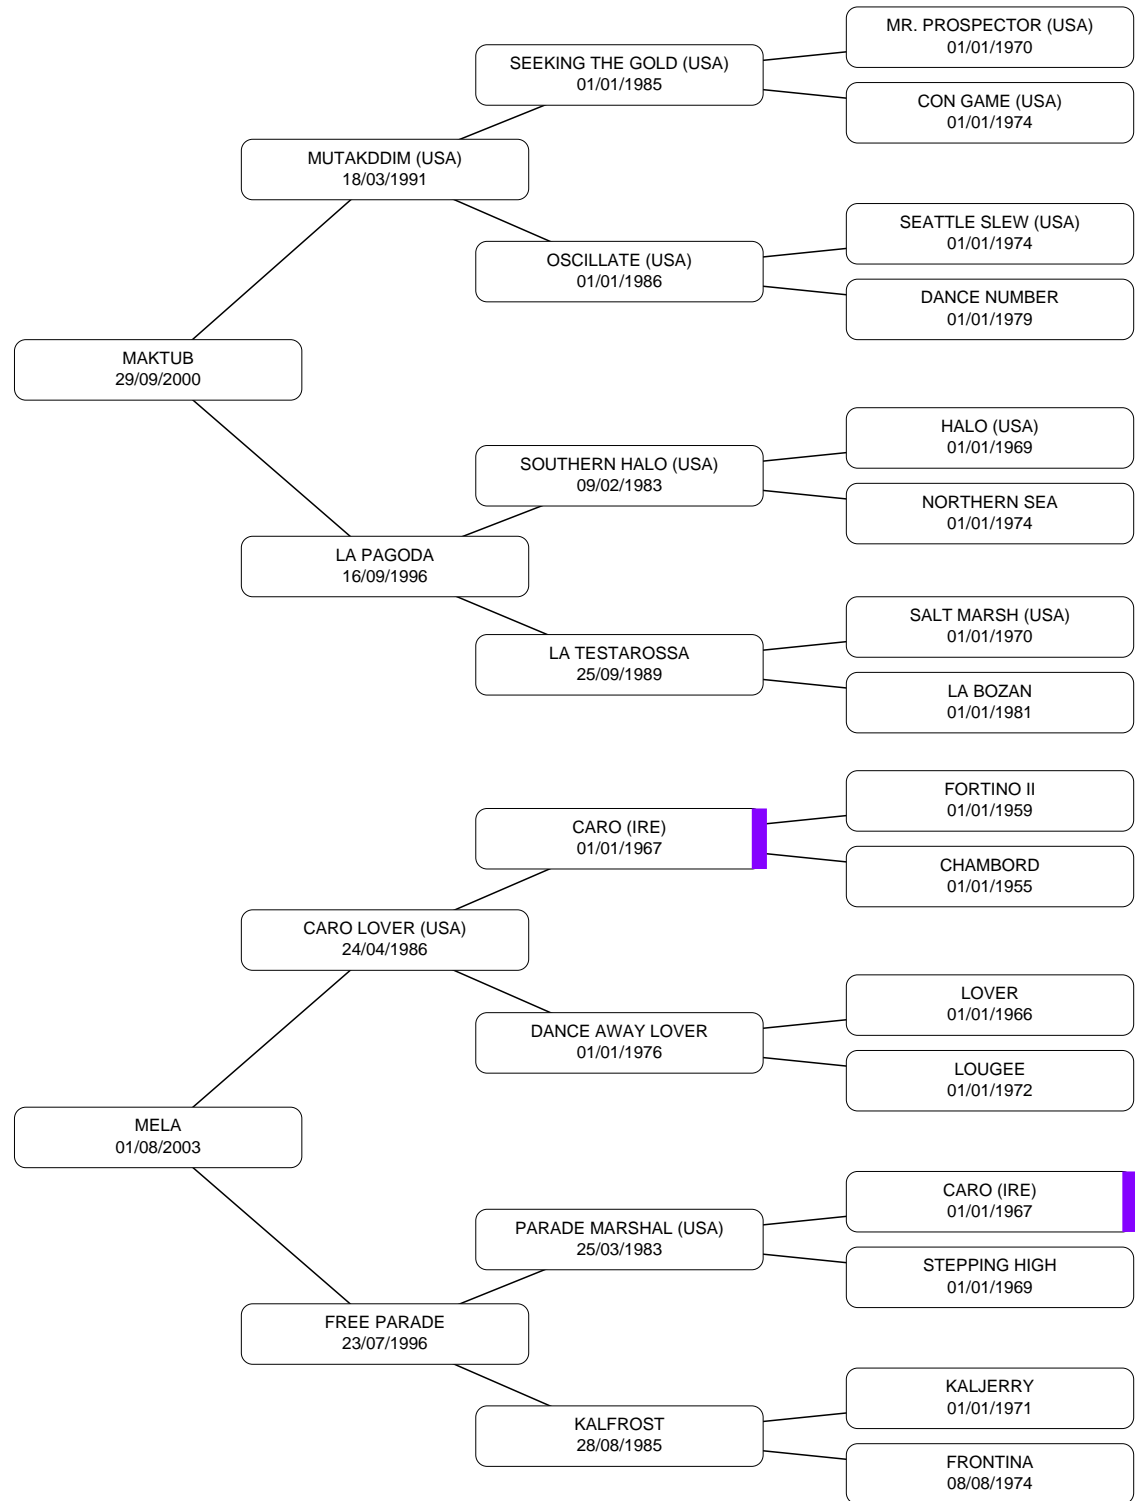 MR. PROSPECTOR (USA)
01/01/1970
SEEKING THE GOLD (USA)
01/01/1985
CON GAME (USA)
01/01/1974
MUTAKDDIM (USA)
18/03/1991
SEATTLE SLEW (USA)
01/01/1974
OSCILLATE (USA)
01/01/1986
DANCE NUMBER
01/01/1979
MAKTUB
29/09/2000
HALO (USA)
01/01/1969
SOUTHERN HALO (USA)
09/02/1983
NORTHERN SEA
01/01/1974
LA PAGODA
16/09/1996
SALT MARSH (USA)
01/01/1970
LA TESTAROSSA
25/09/1989
LA BOZAN
01/01/1981
FORTINO II
01/01/1959
CARO (IRE)
01/01/1967
CHAMBORD
01/01/1955
CARO LOVER (USA)
24/04/1986
LOVER
01/01/1966
DANCE AWAY LOVER
01/01/1976
LOUGEE
01/01/1972
MELA
01/08/2003
CARO (IRE)
01/01/1967
PARADE MARSHAL (USA)
25/03/1983
STEPPING HIGH
01/01/1969
FREE PARADE
23/07/1996
KALJERRY
01/01/1971
KALFROST
28/08/1985
FRONTINA
08/08/1974